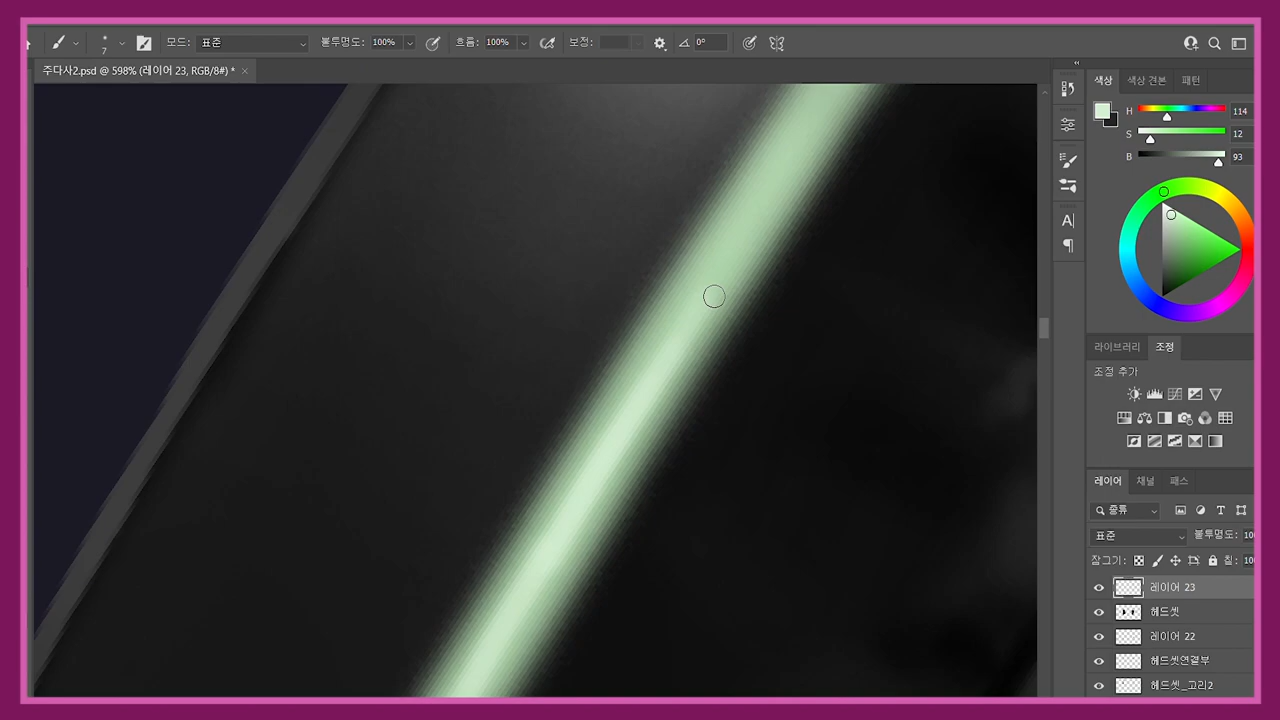 7
모드: 표준 불투명도: 100% 흐름: 100% 보정: 0°
주다사2.psd @ 598% (레이어 23, RGB/8#) * ×
색상 색상 견본 패턴
H 114
S 12
B 93
라이브러리 조정
조정 추가
레이어 채널 패스
종류
표준 불투명도: 10
잠그기: 칠: 10
레이어 23
헤드셋
레이어 22
헤드셋연결부
헤드셋_고리2